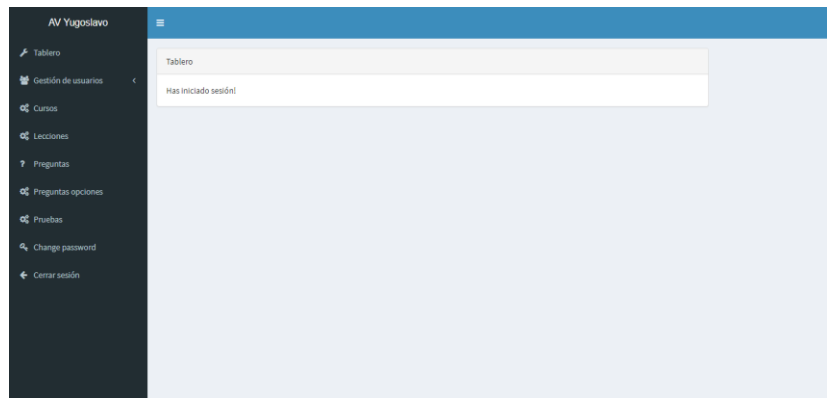 AV Yugoslavo
Tablero
Gestión de usuarios
Cursos
Lecciones
Preguntas
Preguntas opciones
Pruebas
Change password
Cerrar sesión
Tablero
Has iniciado sesión!